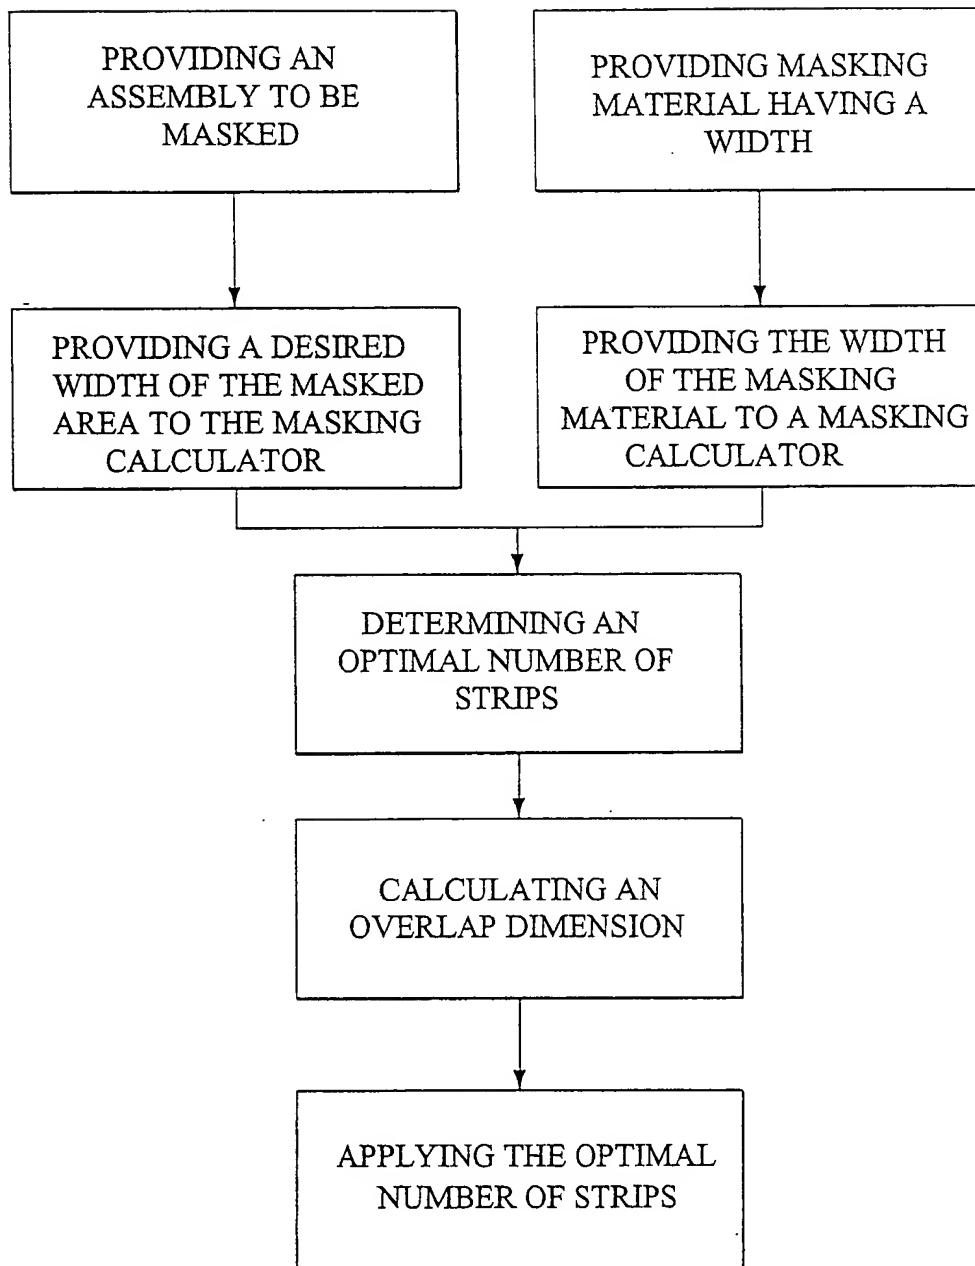 PROVIDING AN
ASSEMBLY TO BE
MASKED
PROVIDING MASKING
MATERIAL HAVING A
WIDTH
PROVIDING A DESIRED
WIDTH OF THE MASKED
AREA TO THE MASKING
CALCULATOR
PROVIDING THE WIDTH
OF THE MASKING
MATERIAL TO A MASKING
CALCULATOR
DETERMINING AN
OPTIMAL NUMBER OF
STRIPS
CALCULATING AN
OVERLAP DIMENSION
APPLYING THE OPTIMAL
NUMBER OF STRIPS